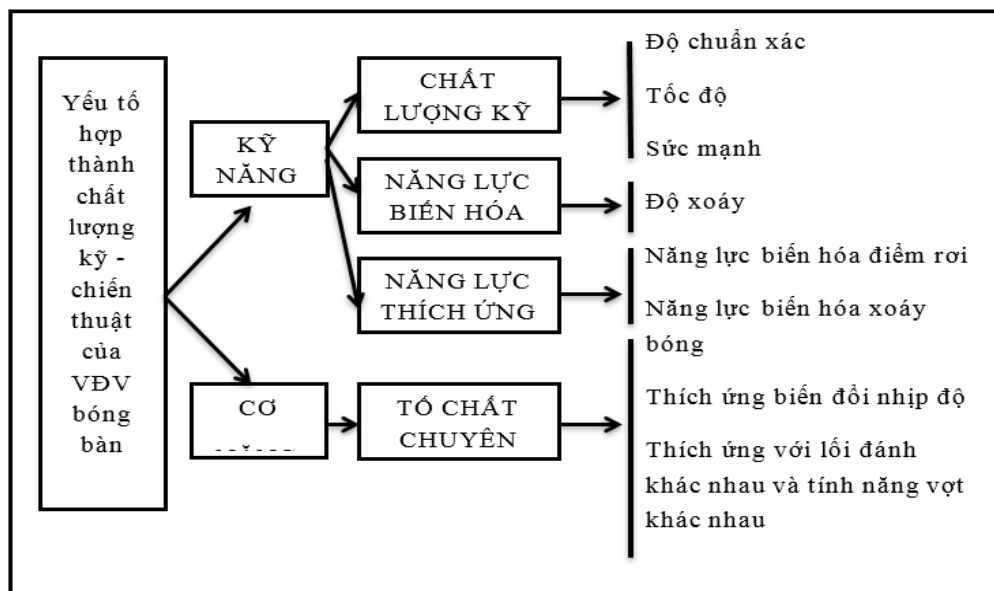 Yếu tố
hợp
thành
chất
lượng
kỹ -
chiến
thuật
của
VĐV
bóng
bàn
KỸ
NĂNG
CƠ
CHẤT
LƯỢNG KỸ
NĂNG LỰC
BIẾN HÓA
NĂNG LỰC
THÍCH ỨNG
TỐ CHẤT
CHUYÊN
Độ chuẩn xác
Tốc độ
Sức mạnh
Độ xoáy
Năng lực biến hóa điểm rơi
Năng lực biến hóa xoáy
bóng
Thích ứng biến đổi nhịp độ
Thích ứng với lối đánh
khác nhau và tính năng vợt
khác nhau